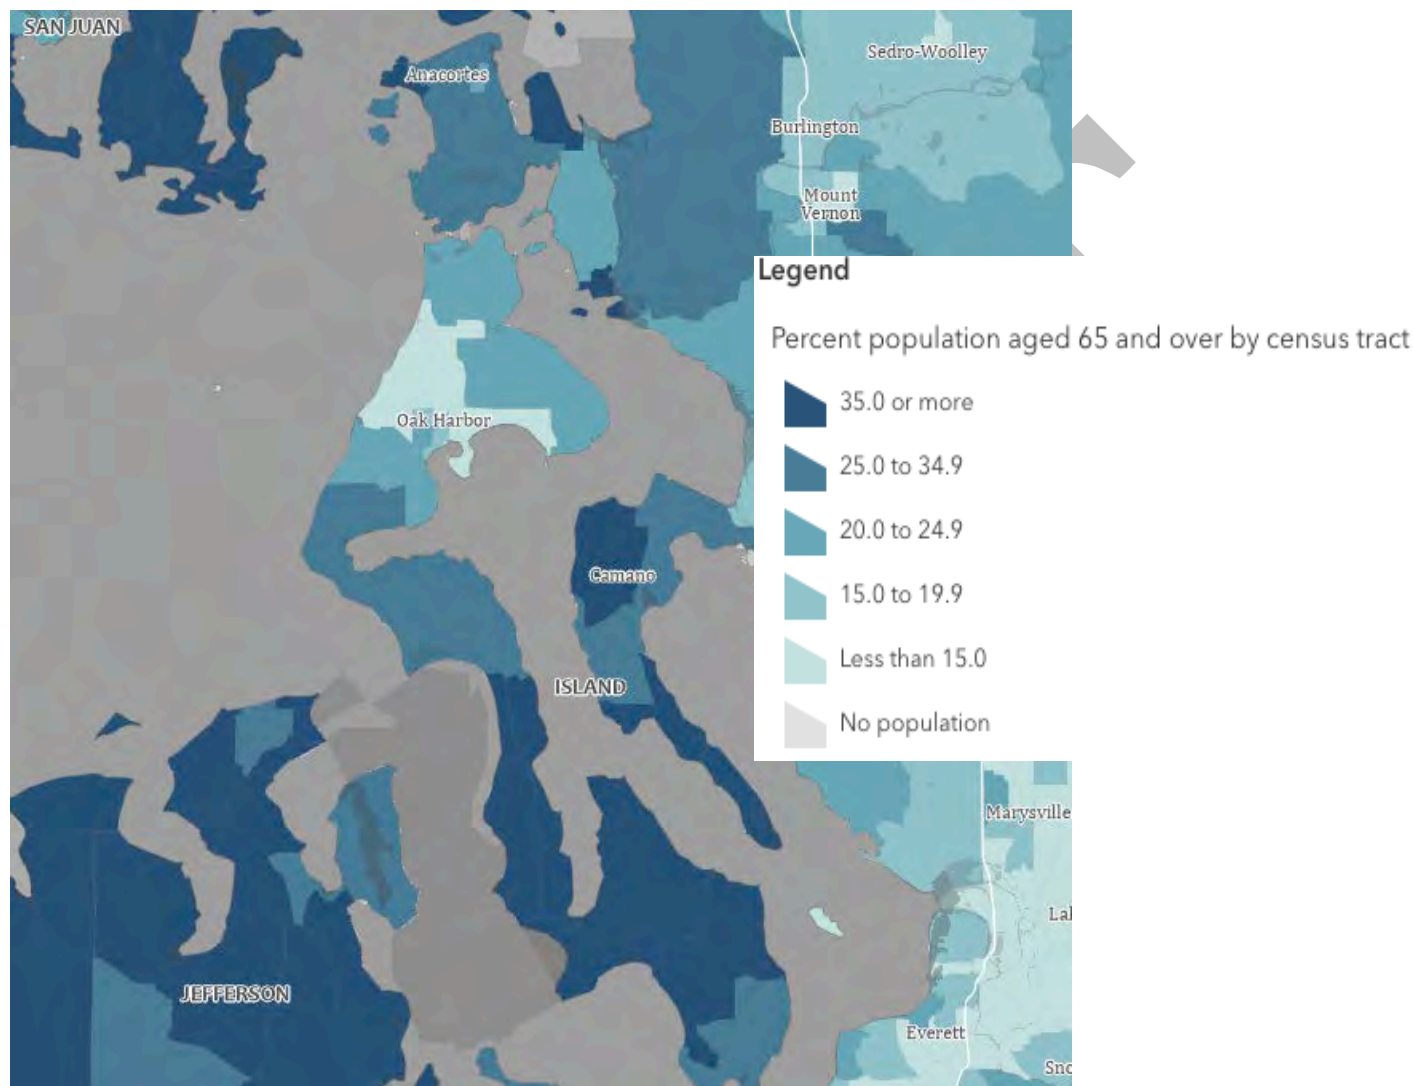 SAN JUAN
Sedro-Woolley
Anacortes
Burlington
Mount
Vernon
Legend
Percent population aged 65 and over by census tract
35.0 or more
25.0 to 34.9
20.0 to 24.9
15.0 to 19.9
Less than 15.0
No population
Oak Harbor
Camano
ISLAND
Marysville
Lal
JEFFERSON
Everett
Sno